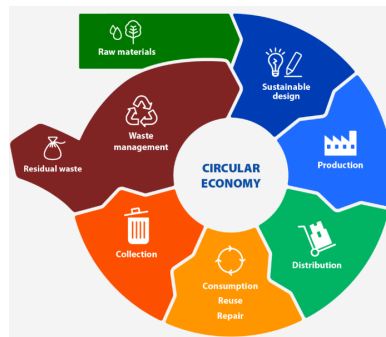 Raw materials
Sustainable
design
Production
Distribution
Consumption
Reuse
Repair
Collection
Waste
management
Residual waste
CIRCULAR
ECONOMY